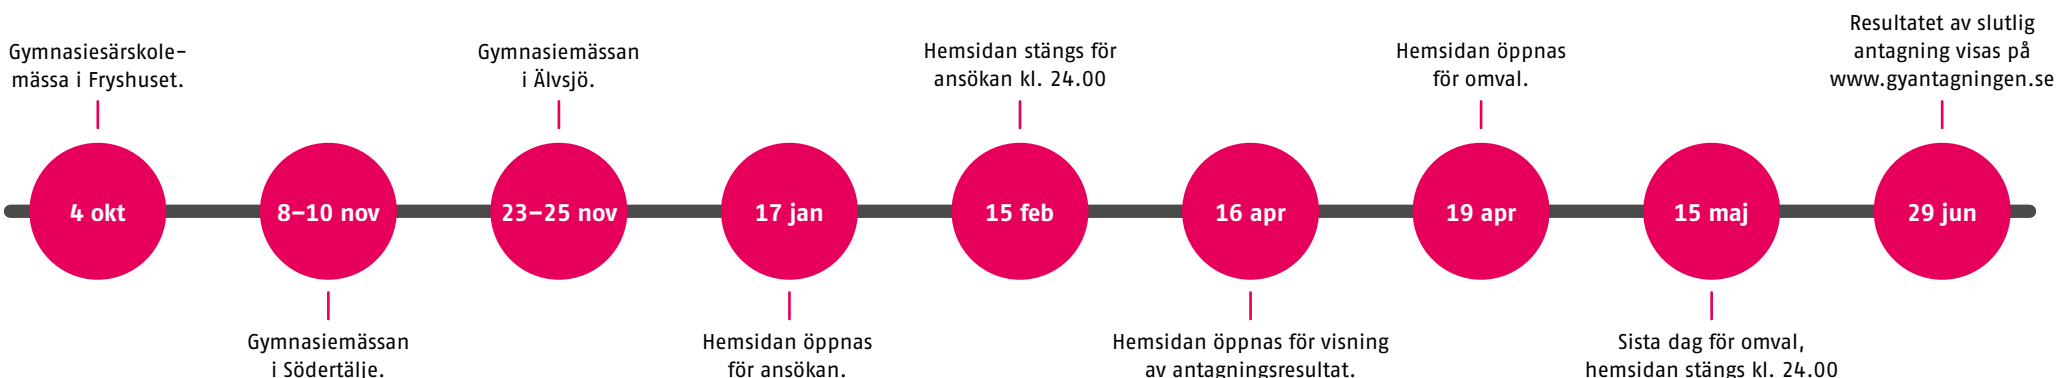 Gymnasiesärskole-
mässa i Fryshuset.
4 okt
8–10 nov
Gymnasiemässan
i Södertälje.
Gymnasiemässan
i Älvsjö.
23–25 nov
17 jan
Hemsidan öppnas
för ansökan.
Hemsidan stängs för
ansökan kl. 24.00
15 feb
16 apr
Hemsidan öppnas för visning
av antagningsresultat.
Hemsidan öppnas
för omval.
19 apr
15 maj
Sista dag för omval,
hemsidan stängs kl. 24.00
Resultatet av slutlig
antagning visas på
www.gyantagningen.se
29 jun